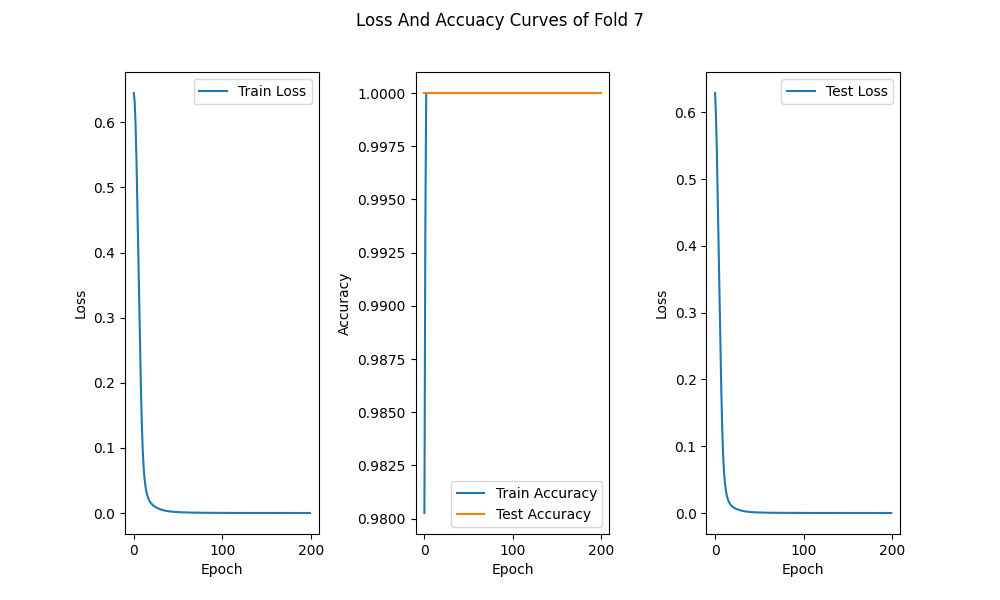 Loss And Accuacy Curves of Fold 7
Train Loss
0.6
0.5
0.4
0.3
0.2
0.1
0.0
Loss
0
100
200
Epoch
1.0000
0.9975
0.9950
0.9925
0.9900
0.9875
0.9850
0.9825
0.9800
Accuracy
Train Accuracy
Test Accuracy
0
100
200
Epoch
Test Loss
0.6
0.5
0.4
0.3
0.2
0.1
0.0
Loss
0
100
200
Epoch